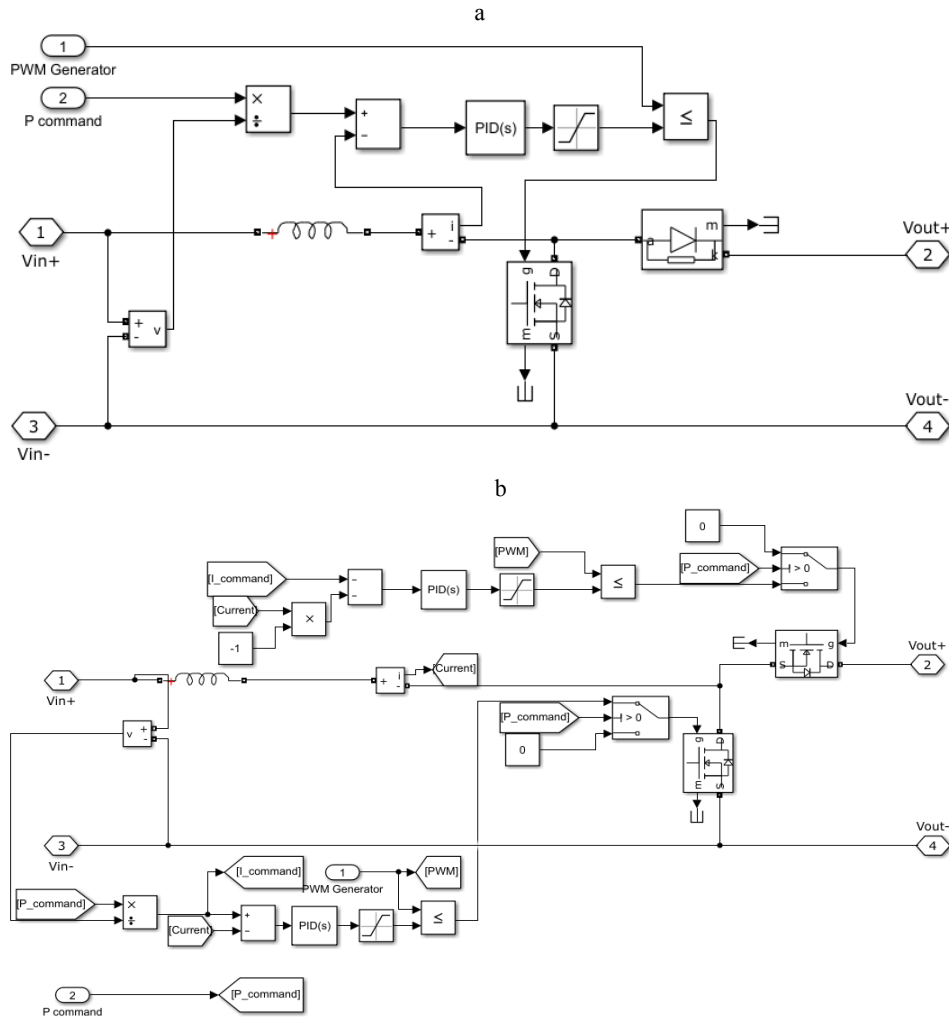 a
1
PWM Generator
2
P command
×
÷
+
−
PID(s)
≤
1
Vin+
+
-
i
a
m
k
Vout+
2
g
D
m
S
+
-
v
3
Vin-
Vout-
4
b
0
[PWM]
[P_command]
> 0
[I_command]
−
−
PID(s)
≤
[Current]
×
-1
m
g
S
D
Vout+
2
1
Vin+
+
-
i
[Current]
[P_command]
> 0
0
g
D
m
S
v
+
-
3
Vin-
Vout-
4
[I_command]
1
PWM Generator
[PWM]
[P_command]
×
÷
[Current]
+
−
PID(s)
≤
2
P command
[P_command]